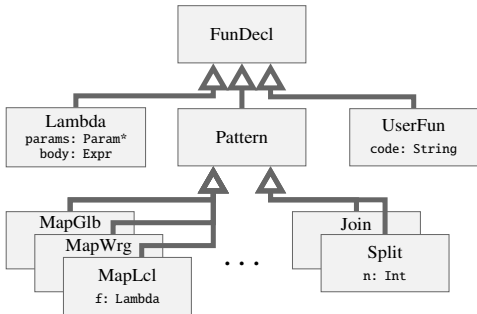 FunDecl
Lambda
params: Param*
body: Expr
Pattern
UserFun
code: String
MapGlb
MapWrg
MapLcl
f: Lambda
. . .
Join
Split
n: Int